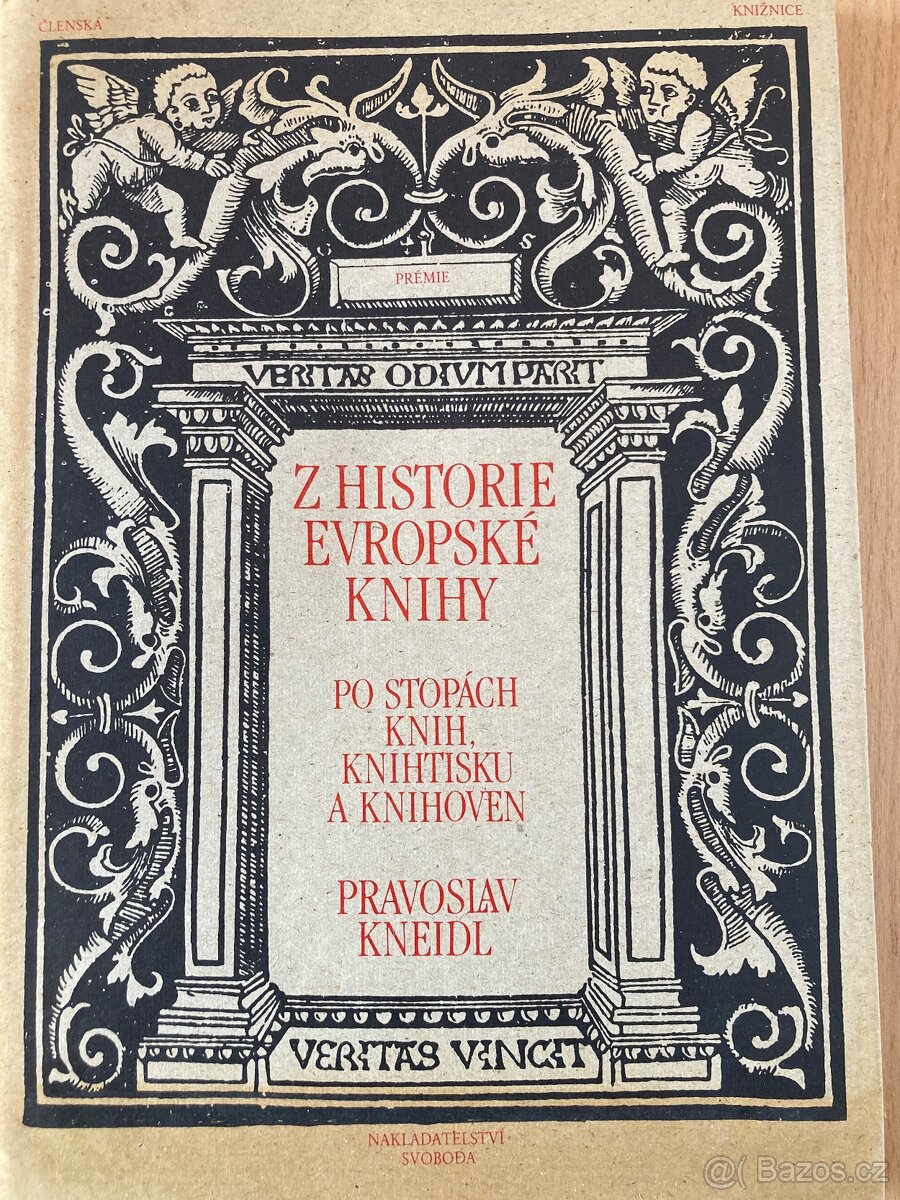 ČLENSKÁ KNIŽNICE
PRÉMIE
VERITAS ODIVM PARIT
Z HISTORIE
EVROPSKÉ
KNIHY
PO STOPÁCH
KNIH,
KNIHTISKU
A KNIHOVEN
PRAVOSLAV
KNEIDL
VERITAS VINCIT
NAKLADATELSTVÍ
SVOBODA
@( Bazos.cz